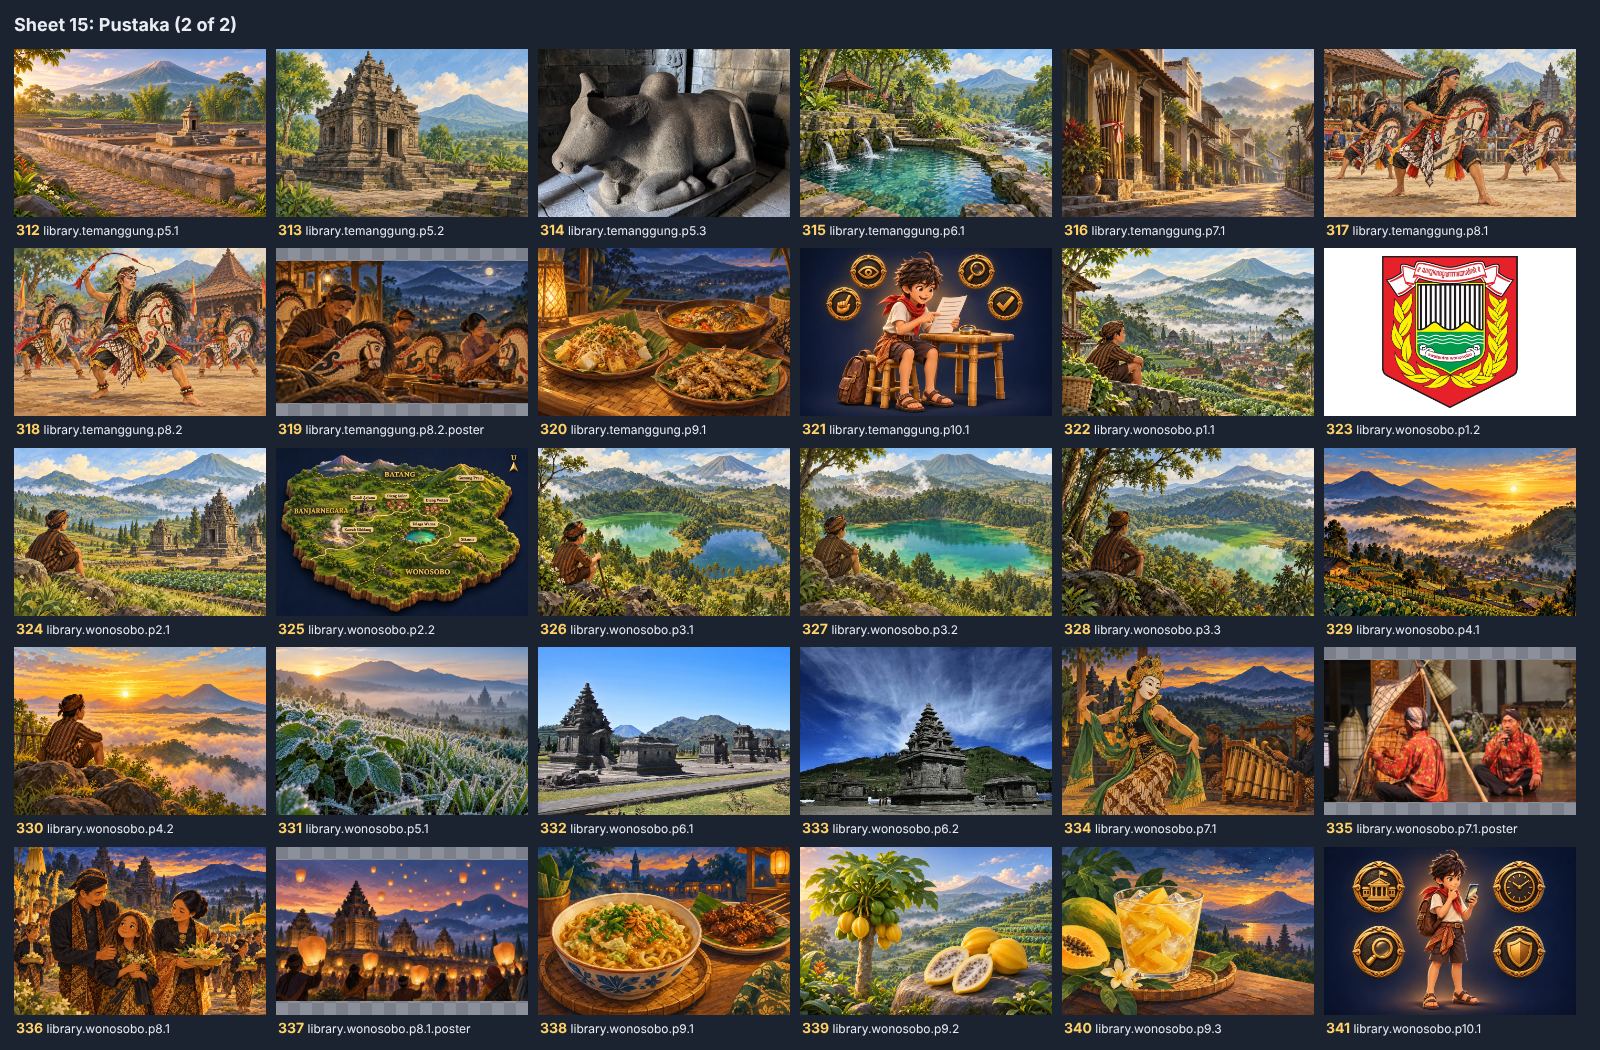 Sheet 15: Pustaka (2 of 2)
312 library.temanggung.p5.1
313 library.temanggung.p5.2
314 library.temanggung.p5.3
315 library.temanggung.p6.1
316 library.temanggung.p7.1
317 library.temanggung.p8.1
318 library.temanggung.p8.2
319 library.temanggung.p8.2.poster
320 library.temanggung.p9.1
321 library.temanggung.p10.1
322 library.wonosobo.p1.1
323 library.wonosobo.p1.2
U
BATANG
BANJARNEGARA
Telaga Warna
WONOSOBO
324 library.wonosobo.p2.1
325 library.wonosobo.p2.2
326 library.wonosobo.p3.1
327 library.wonosobo.p3.2
328 library.wonosobo.p3.3
329 library.wonosobo.p4.1
330 library.wonosobo.p4.2
331 library.wonosobo.p5.1
332 library.wonosobo.p6.1
333 library.wonosobo.p6.2
334 library.wonosobo.p7.1
335 library.wonosobo.p7.1.poster
336 library.wonosobo.p8.1
337 library.wonosobo.p8.1.poster
338 library.wonosobo.p9.1
339 library.wonosobo.p9.2
340 library.wonosobo.p9.3
341 library.wonosobo.p10.1